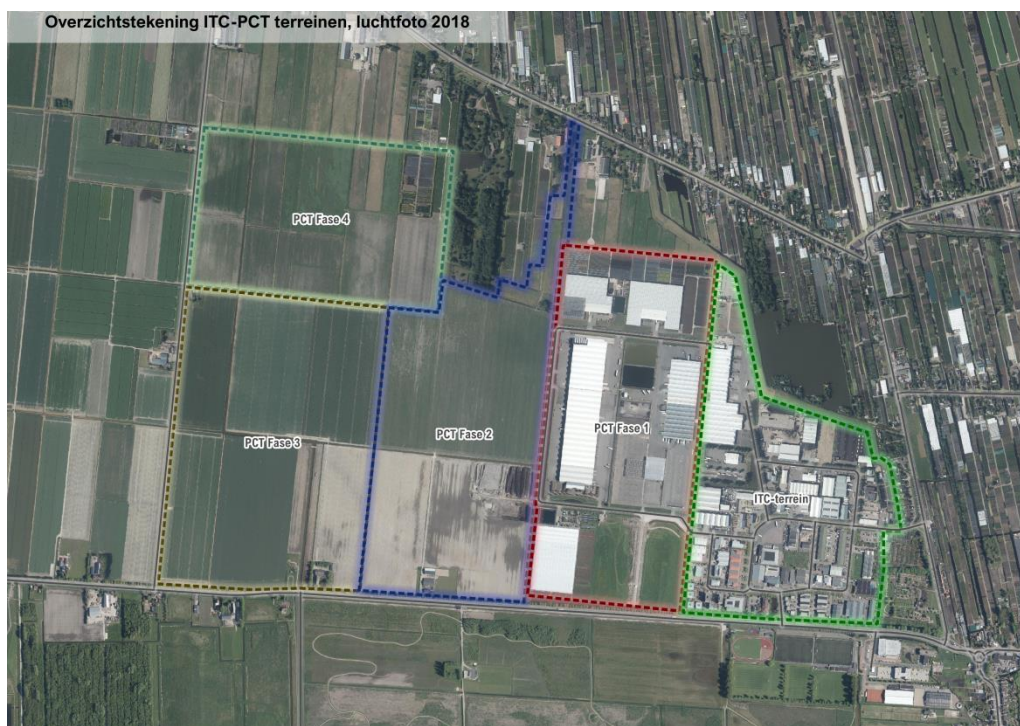 Overzichtstekening ITC-PCT terreinen, luchtfoto 2018
PCT Fase 4
PCT Fase 3
PCT Fase 2
PCT Fase 1
ITC-terrein